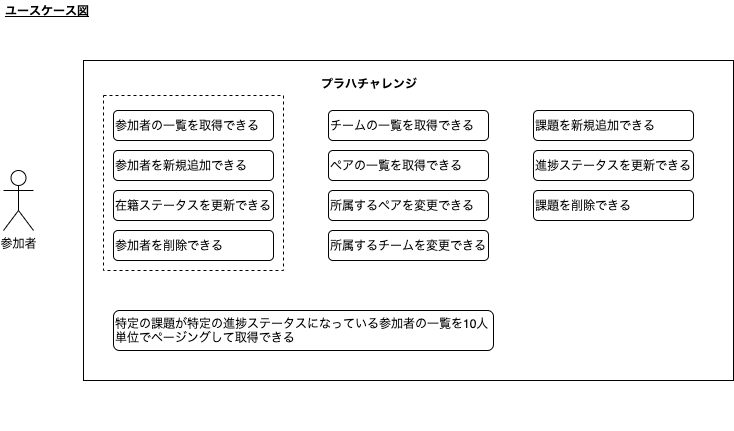 ユースケース図
プラハチャレンジ
参加者の一覧を取得できる
参加者を新規追加できる
在籍ステータスを更新できる
参加者を削除できる
チームの一覧を取得できる
ペアの一覧を取得できる
所属するペアを変更できる
所属するチームを変更できる
課題を新規追加できる
進捗ステータスを更新できる
課題を削除できる
参加者
特定の課題が特定の進捗ステータスになっている参加者の一覧を10人
単位でページングして取得できる